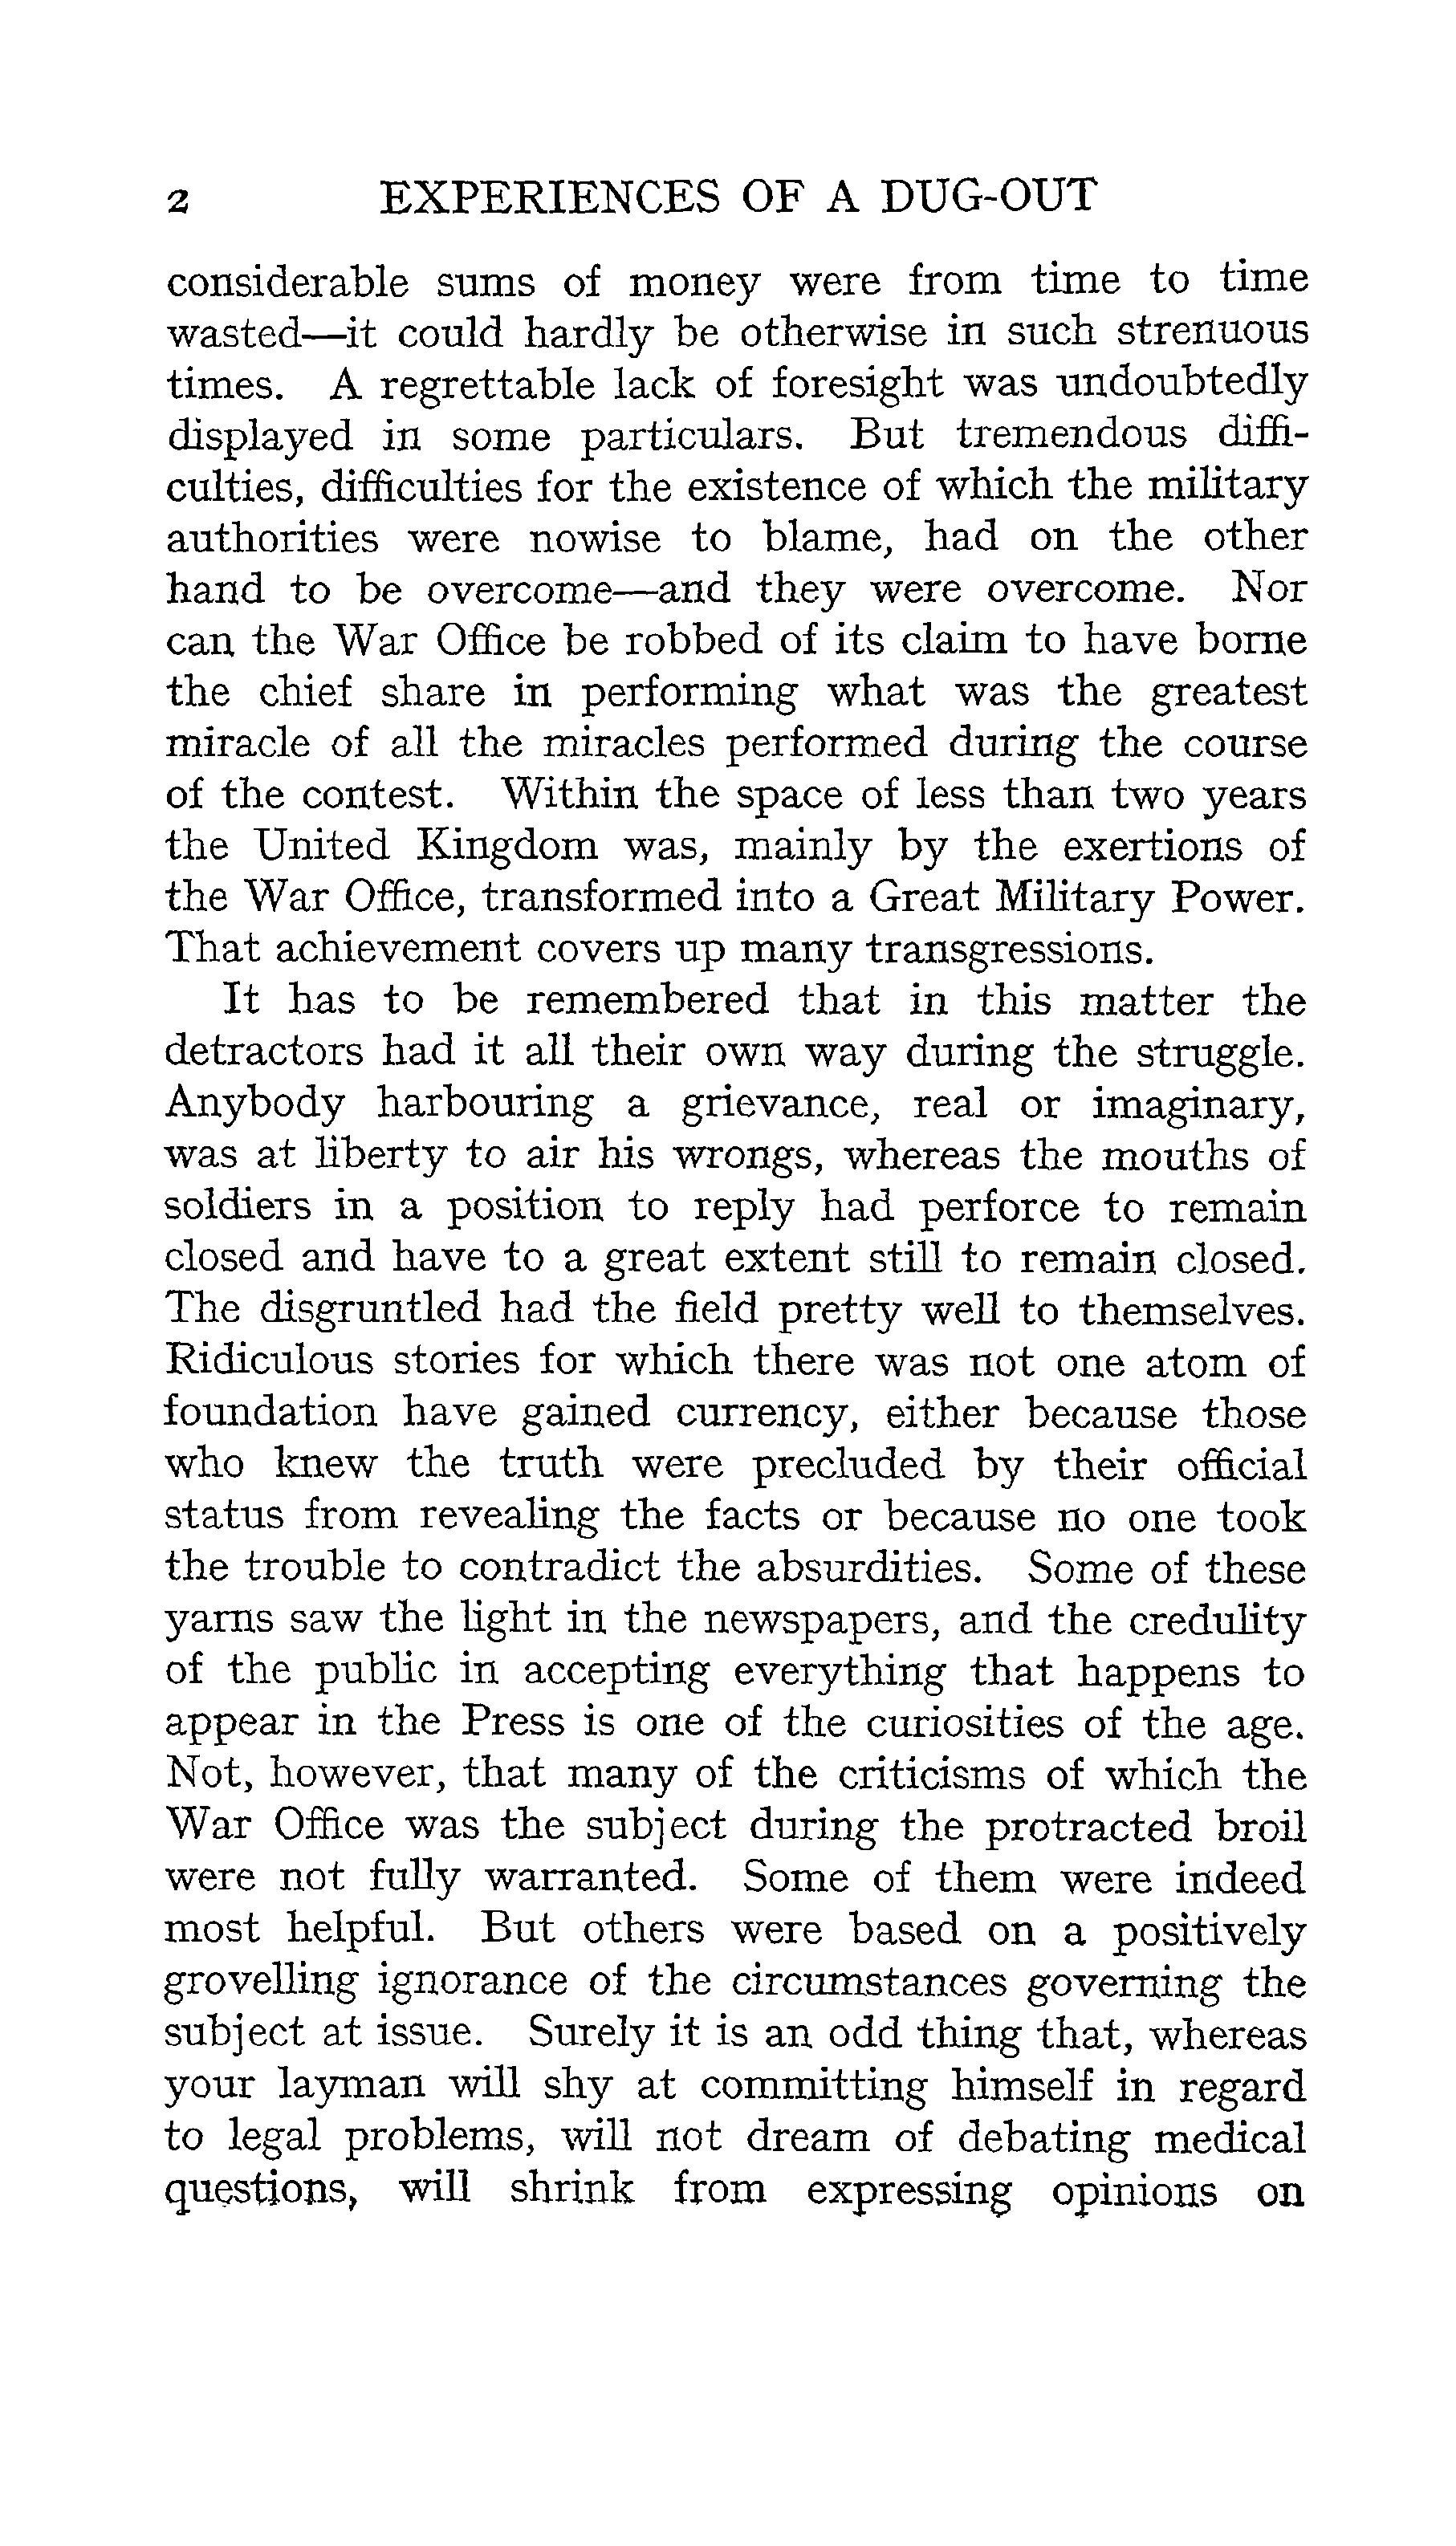 2 EXPERIENCES OF A DUG-OUT
considerable sums of money were from time to time
wasted—it could hardly be otherwise in such strenuous
times. A regrettable lack of foresight was undoubtedly
displayed in some particulars. But tremendous diffi-
culties, difficulties for the existence of which the military
authorities were nowise to blame, had on the other
hand to be overcome—and they were overcome. Nor
can the War Office be robbed of its claim to have borne
the chief share in performing what was the greatest
miracle of all the miracles performed during the course
of the contest. Within the space of less than two years
the United Kingdom was, mainly by the exertions of
the War Office, transformed into a Great Military Power.
That achievement covers up many transgressions.
It has to be remembered that in this matter the
detractors had it all their own way during the struggle.
Anybody harbouring a grievance, real or imaginary,
was at liberty to air his wrongs, whereas the mouths of
soldiers in a position to reply had perforce to remain
closed and have to a great extent still to remain closed.
The disgruntled had the field pretty well to themselves.
Ridiculous stories for which there was not one atom of
foundation have gained currency, either because those
who knew the truth were precluded by their official
status from revealing the facts or because no one took
the trouble to contradict the absurdities. Some of these
yarns saw the light in the newspapers, and the credulity
of the public in accepting everything that happens to
appear in the Press is one of the curiosities of the age.
Not, however, that many of the criticisms of which the
War Office was the subject during the protracted broil
were not fully warranted. Some of them were indeed
most helpful. But others were based on a positively
grovelling ignorance of the circumstances governing the
subject at issue. Surely it is an odd thing that, whereas
your layman will shy at committing himself in regard
to legal problems, will not dream of debating medical
questions, will shrink from expressing opinions on